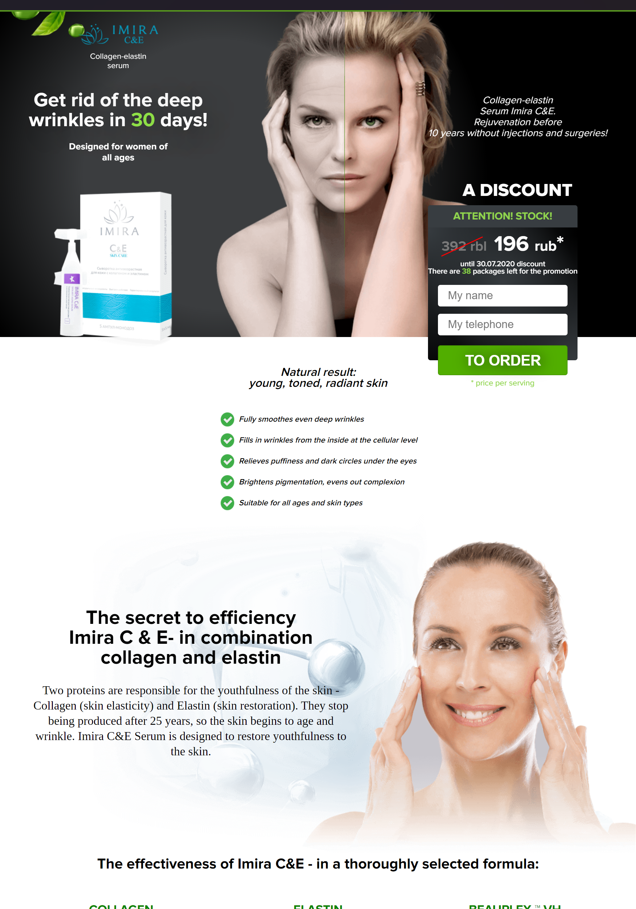 IMIRA
C&E
Collagen-elastin
serum
Get rid of the deep
wrinkles in 30 days!
Designed for women of
all ages
IMIRA
C&E
Collagen-elastin
Serum Imira C&E.
Rejuvenation before
10 years without injections and surgeries!
A DISCOUNT
ATTENTION! STOCK!
392 rbl 196 rub*
until 30.07.2020 discount
There are 38 packages left for the promotion
My name
My telephone
TO ORDER
* price per serving
Natural result:
young, toned, radiant skin
Fully smoothes even deep wrinkles
Fills in wrinkles from the inside at the cellular level
Relieves puffiness and dark circles under the eyes
Brightens pigmentation, evens out complexion
Suitable for all ages and skin types
The secret to efficiency
Imira C & E- in combination
collagen and elastin
Two proteins are responsible for the youthfulness of the skin -
Collagen (skin elasticity) and Elastin (skin restoration). They stop
being produced after 25 years, so the skin begins to age and
wrinkle. Imira C&E Serum is designed to restore youthfulness to
the skin.
The effectiveness of Imira C&E - in a thoroughly selected formula:
COLLAGEN
ELASTIN
BEAUPLEX ™ VH